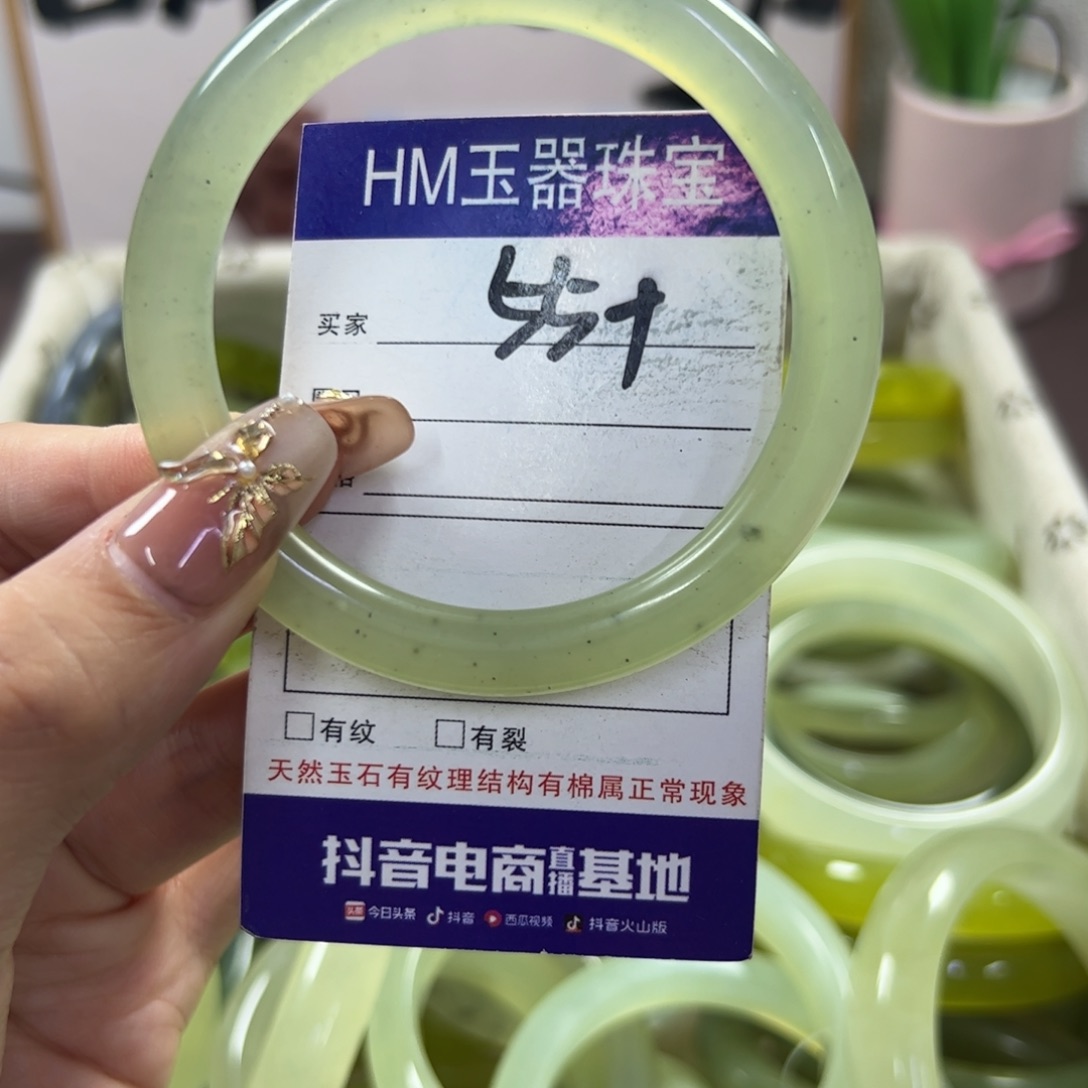 HM玉器珠宝
买家
有纹 有裂
天然玉石有纹理结构有棉属正常现象
抖音电商直播基地
今日头条 抖音 西瓜视频 抖音火山版